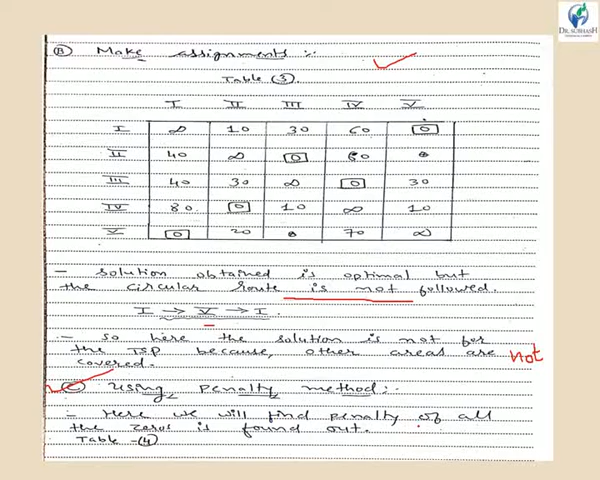 DR. SUBHASH
(B) Make assignments :-
Table (3)
I II III IV V
I ∞ 10 30 60 0
II 40 ∞ 0 60 0
III 40 30 ∞ 0 30
IV 80 0 10 ∞ 10
V 0 20 0 70 ∞
- solution obtained is optimal but
the circular route is not followed.
I → V → I
- so here the solution is not for
the TSP because, other areas are not
covered.
(C) Using penalty method :-
- Here we will find penalty of all
the zeros is found out.
Table -(4)